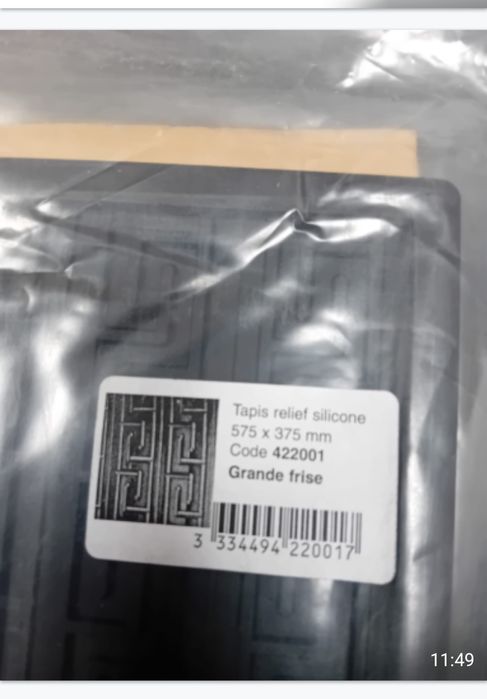 Tapis relief silicone
575 x 375 mm
Code 422001
Grande frise
3 334494 220017
11:49